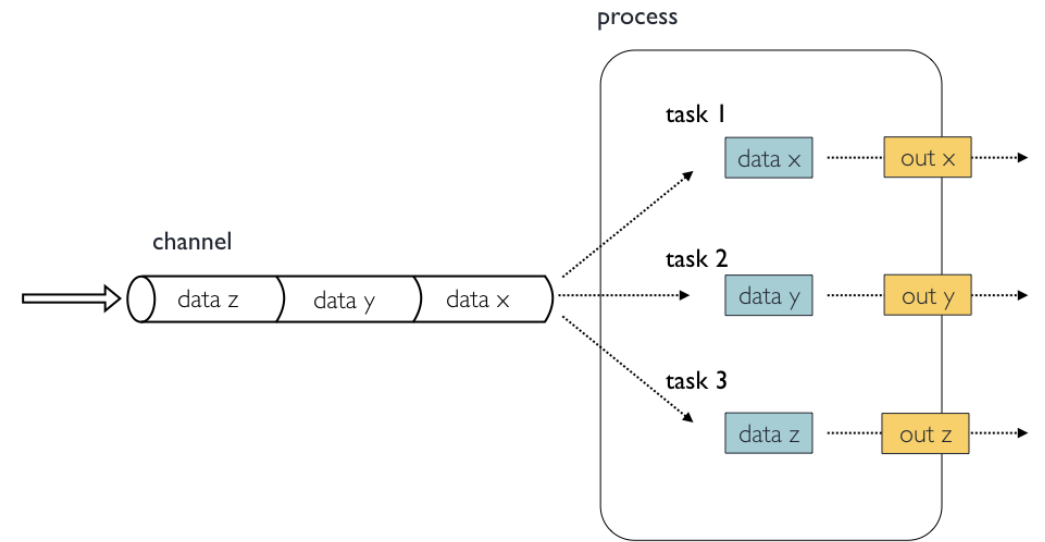 process
task 1
data x
out x
channel
task 2
data z
data y
data x
data y
out y
task 3
data z
out z